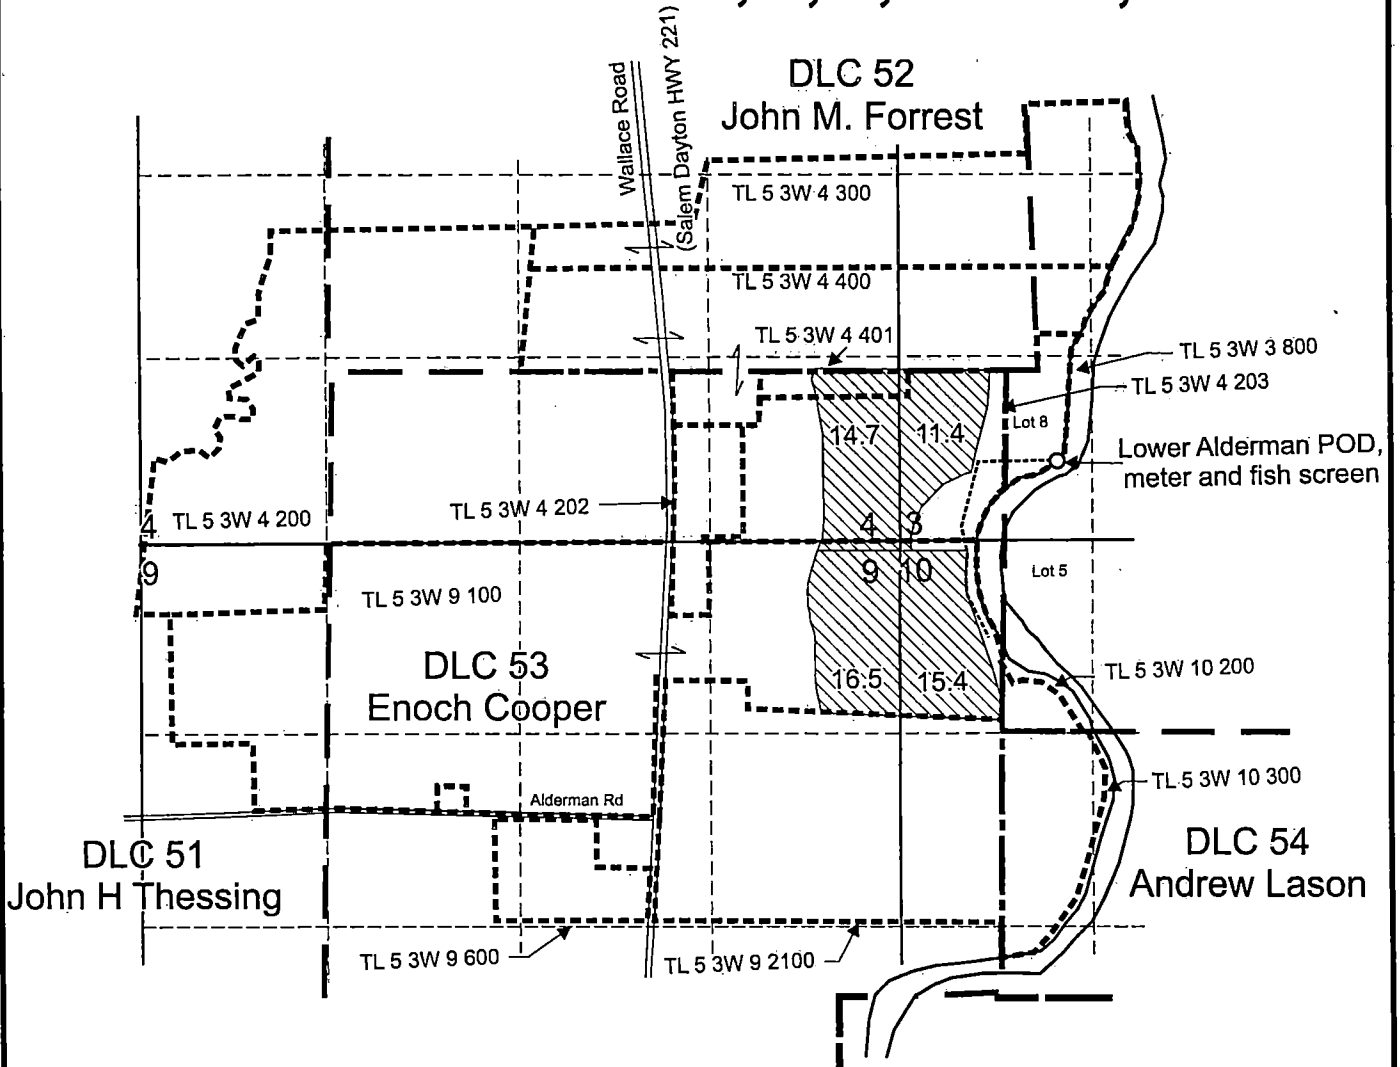 DLC 52
John M. Forrest
Wallace Road
(Salem Dayton HWY 221)
TL 5 3W 4 300
TL 5 3W 4 400
TL 5 3W 4 401
TL 5 3W 3 800
TL 5 3W 4 203
Lot 8
14.7
11.4
Lower Alderman POD,
meter and fish screen
TL 5 3W 4 202
TL 5 3W 4 200
4
4
3
9
9
10
Lot 5
TL 5 3W 9 100
DLC 53
Enoch Cooper
16.5
15.4
TL 5 3W 10 200
TL 5 3W 10 300
Alderman Rd
DLC 51
John H Thessing
DLC 54
Andrew Lason
TL 5 3W 9 600
TL 5 3W 9 2100